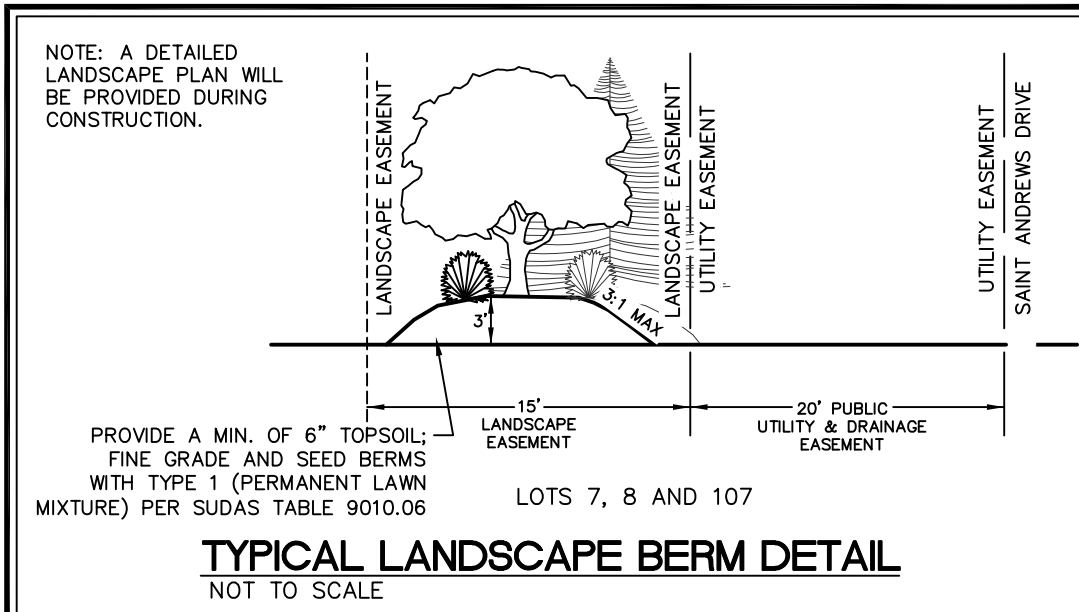 NOTE: A DETAILED
LANDSCAPE PLAN WILL
BE PROVIDED DURING
CONSTRUCTION.
LANDSCAPE EASEMENT
LANDSCAPE EASEMENT
UTILITY EASEMENT
UTILITY EASEMENT
SAINT ANDREWS DRIVE
3'
3:1 MAX
15'
LANDSCAPE
EASEMENT
20' PUBLIC
UTILITY & DRAINAGE
EASEMENT
PROVIDE A MIN. OF 6" TOPSOIL;
FINE GRADE AND SEED BERMS
WITH TYPE 1 (PERMANENT LAWN
MIXTURE) PER SUDAS TABLE 9010.06
LOTS 7, 8 AND 107
TYPICAL LANDSCAPE BERM DETAIL
NOT TO SCALE